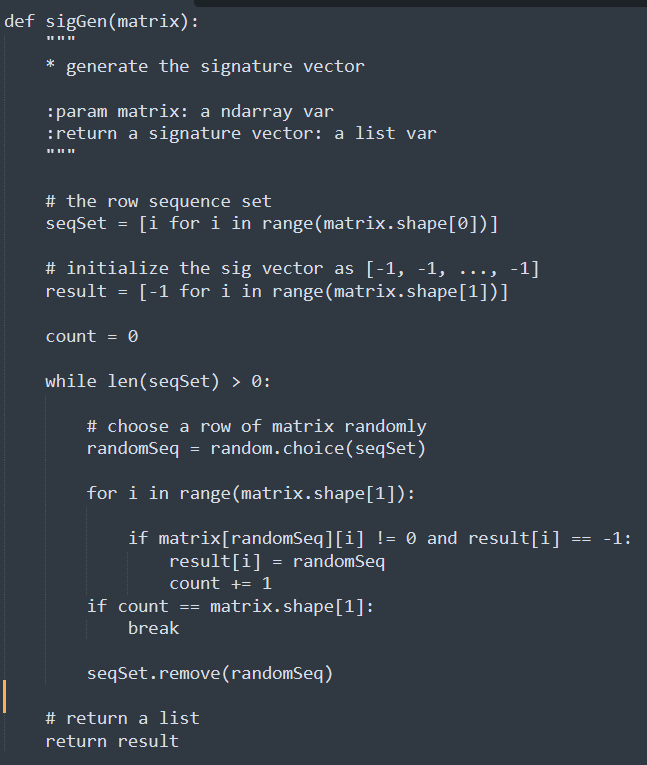 def sigGen(matrix):
    """
    * generate the signature vector

    :param matrix: a ndarray var
    :return a signature vector: a list var
    """

    # the row sequence set
    seqSet = [i for i in range(matrix.shape[0])]

    # initialize the sig vector as [-1, -1, ..., -1]
    result = [-1 for i in range(matrix.shape[1])]

    count = 0

    while len(seqSet) > 0:

        # choose a row of matrix randomly
        randomSeq = random.choice(seqSet)

        for i in range(matrix.shape[1]):

            if matrix[randomSeq][i] != 0 and result[i] == -1:
                result[i] = randomSeq
                count += 1
        if count == matrix.shape[1]:
            break

        seqSet.remove(randomSeq)

    # return a list
    return result